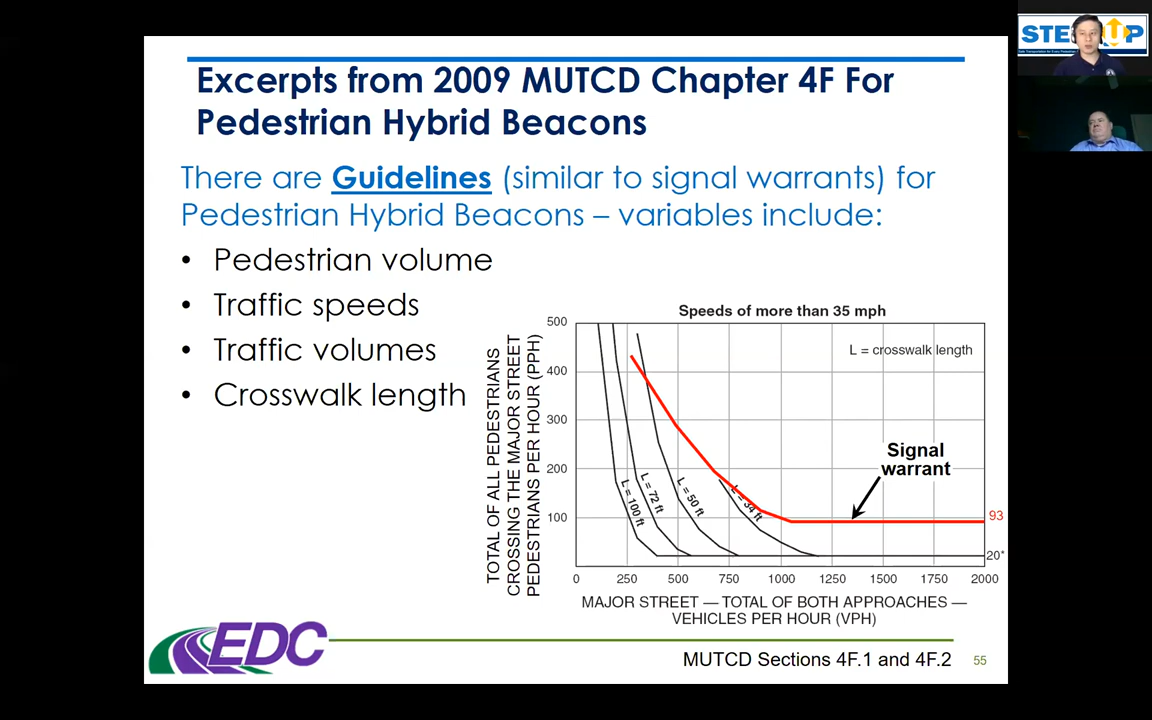 Excerpts from 2009 MUTCD Chapter 4F For
Pedestrian Hybrid Beacons
There are Guidelines (similar to signal warrants) for
Pedestrian Hybrid Beacons – variables include:
• Pedestrian volume
• Traffic speeds
• Traffic volumes
• Crosswalk length
Speeds of more than 35 mph
L = crosswalk length
TOTAL OF ALL PEDESTRIANS
CROSSING THE MAJOR STREET
PEDESTRIANS PER HOUR (PPH)
500
400
300
200
100
L = 100 ft
L = 72 ft
L = 50 ft
L = 34 ft
Signal
warrant
93
20*
0 250 500 750 1000 1250 1500 1750 2000
MAJOR STREET — TOTAL OF BOTH APPROACHES —
VEHICLES PER HOUR (VPH)
EDC
MUTCD Sections 4F.1 and 4F.2
55
STE UP